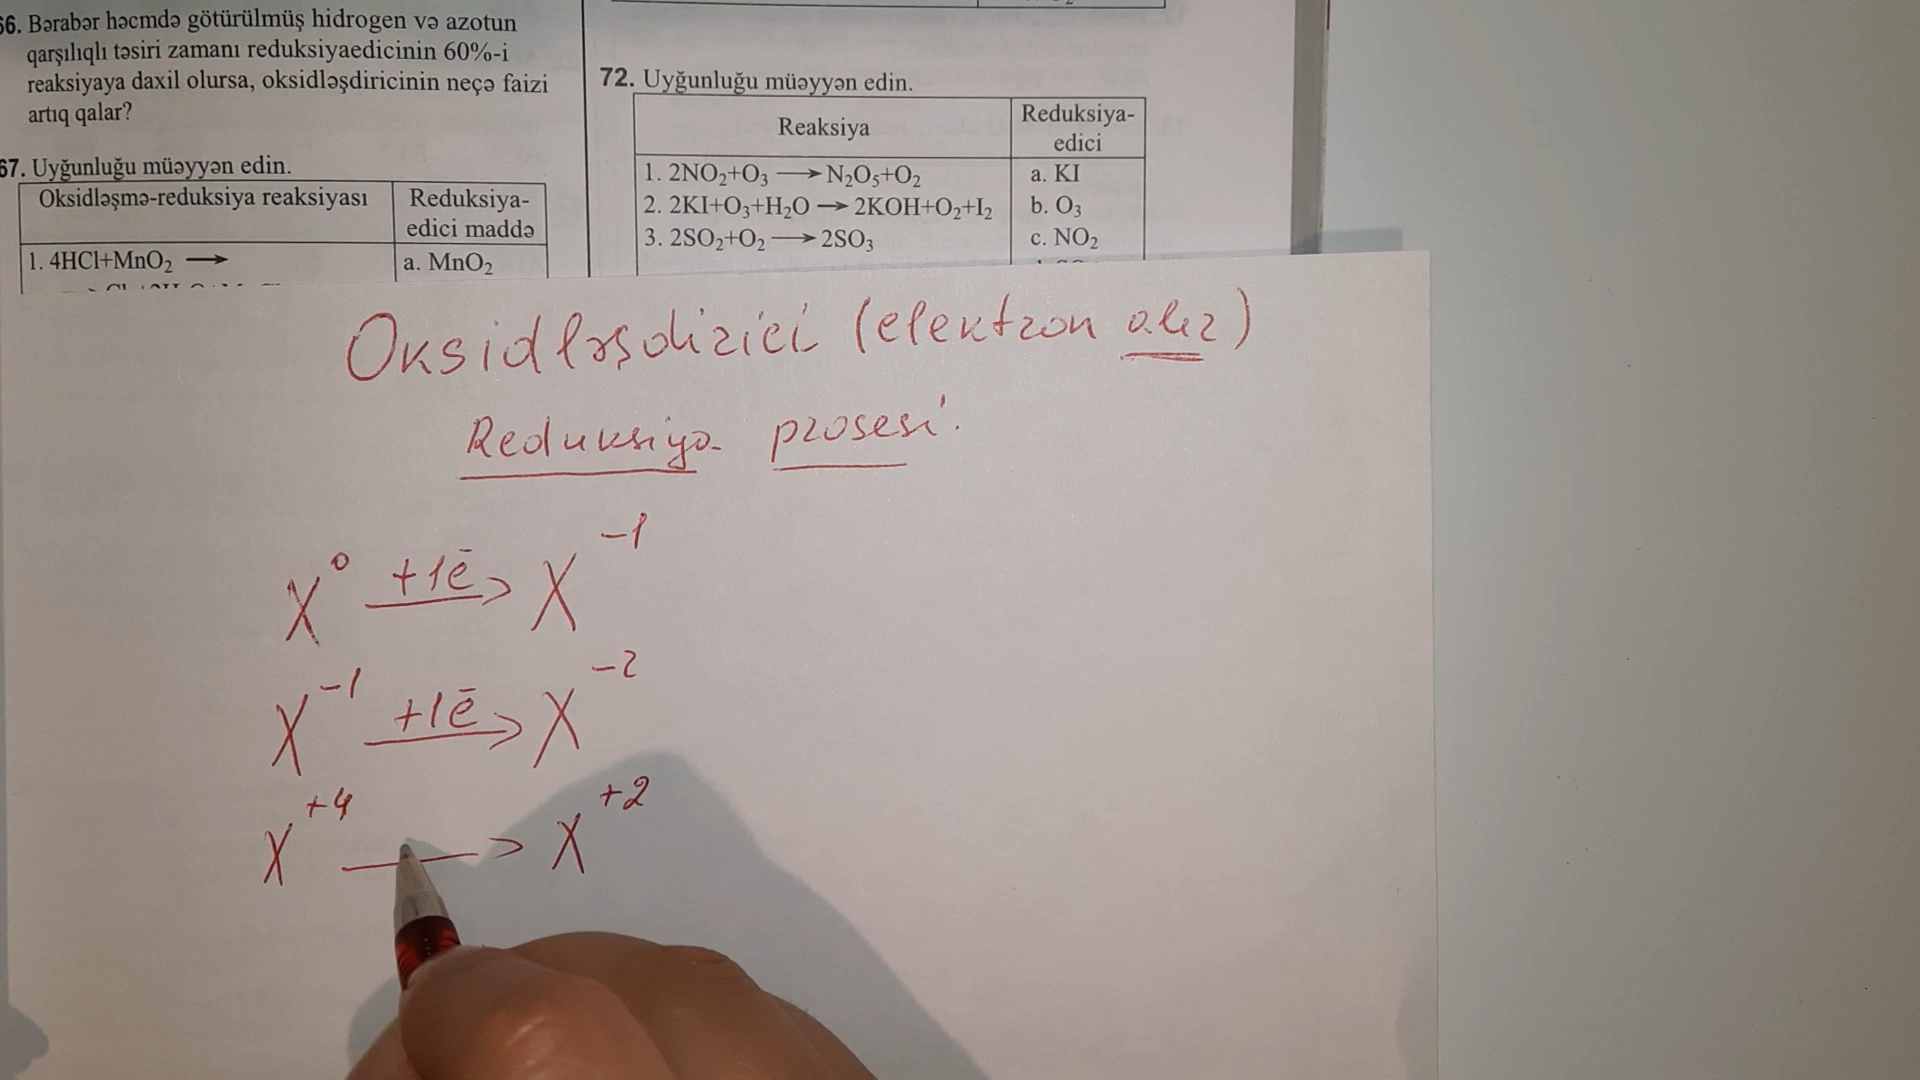 66. Bərabər həcmdə götürülmüş hidrogen və azotun
qarşılıqlı təsiri zamanı reduksiyaedicinin 60%-i
reaksiyaya daxil olursa, oksidləşdiricinin neçə faizi
artıq qalar?
67. Uyğunluğu müəyyən edin.
Oksidləşmə-reduksiya reaksiyası
Reduksiya-
edici maddə
1. 4HCl+MnO₂ ⟶
a. MnO₂
72. Uyğunluğu müəyyən edin.
Reaksiya
Reduksiya-
edici
1. 2NO₂+O₃ ⟶ N₂O₅+O₂
a. KI
2. 2KI+O₃+H₂O ⟶ 2KOH+O₂+I₂
b. O₃
3. 2SO₂+O₂ ⟶ 2SO₃
c. NO₂
Oksidləşdirici (elektron alır)
Reduksiya prosesi.
X⁰ +1ē⟶ X⁻¹
X⁻¹ +1ē⟶ X⁻²
X⁺⁴ ⟶ X⁺²